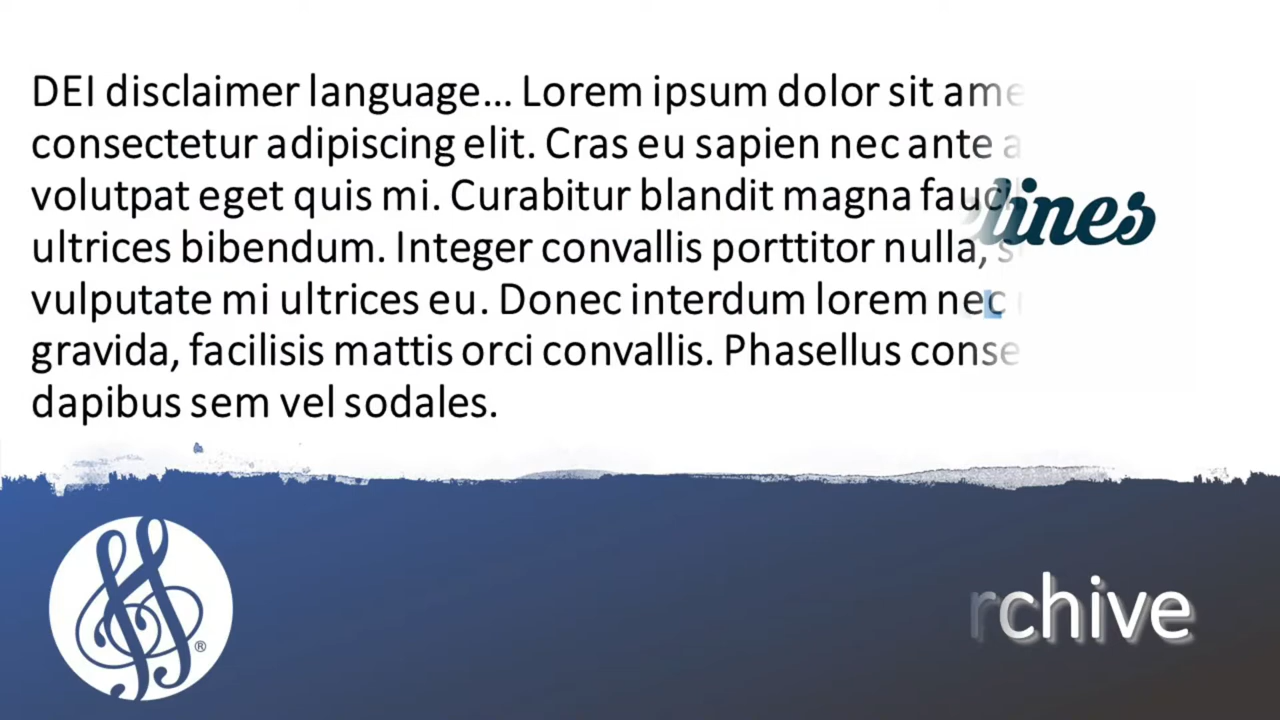 DEI disclaimer language... Lorem ipsum dolor sit ame
consectetur adipiscing elit. Cras eu sapien nec ante a
volutpat eget quis mi. Curabitur blandit magna fauc
lines
ultrices bibendum. Integer convallis porttitor nulla, s
vulputate mi ultrices eu. Donec interdum lorem nec
gravida, facilisis mattis orci convallis. Phasellus conse
dapibus sem vel sodales.
rchive
®